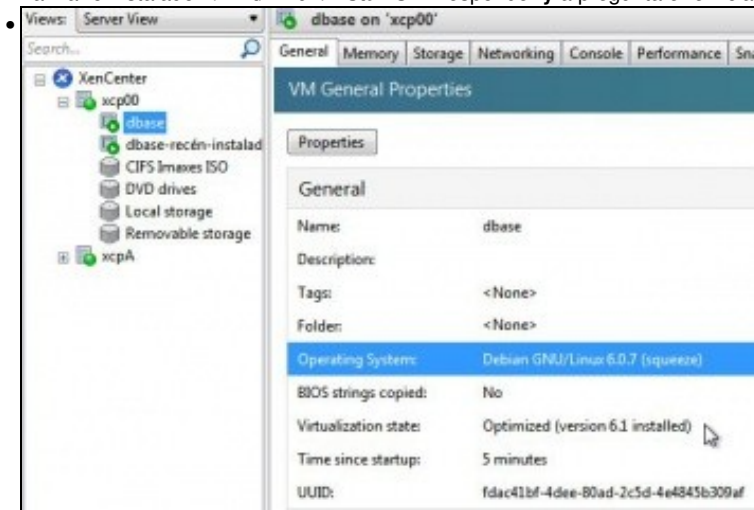 Views: Server View
Search...
XenCenter
xcp00
dbase
dbase-recén-instalad
CIFS Imaxes ISO
DVD drives
Local storage
Removable storage
xcpA
dbase on 'xcp00'
General Memory Storage Networking Console Performance Sna
VM General Properties
Properties
General
Name: dbase
Description:
Tags: <None>
Folder: <None>
Operating System: Debian GNU/Linux 6.0.7 (squeeze)
BIOS strings copied: No
Virtualization state: Optimized (version 6.1 installed)
Time since startup: 5 minutes
UUID: fdac41bf-4dee-80ad-2c5d-4e4845b309af